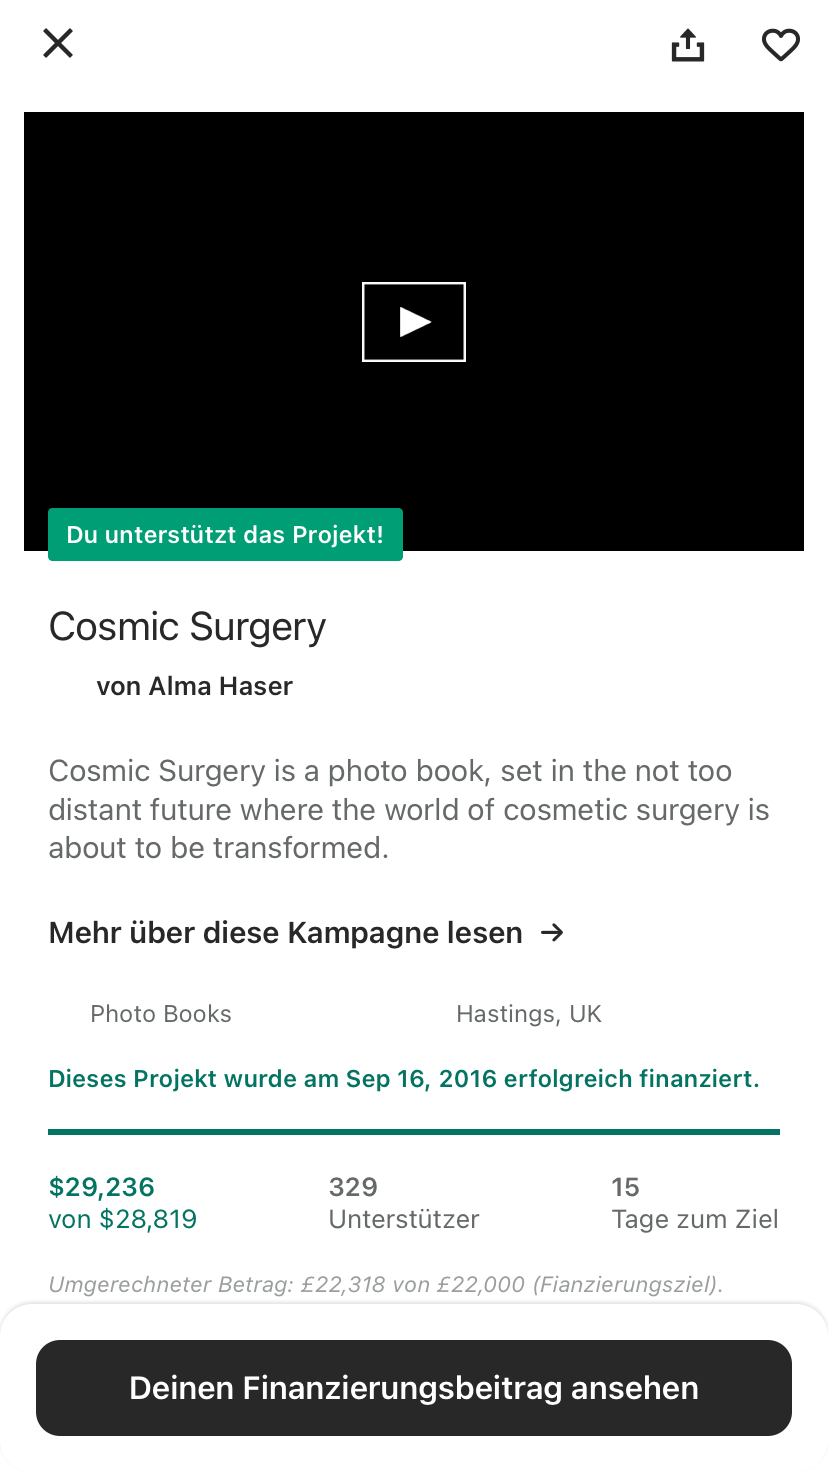 Du unterstützt das Projekt!
Cosmic Surgery
von Alma Haser
Cosmic Surgery is a photo book, set in the not too
distant future where the world of cosmetic surgery is
about to be transformed.
Mehr über diese Kampagne lesen →
Photo Books Hastings, UK
Dieses Projekt wurde am Sep 16, 2016 erfolgreich finanziert.
$29,236 329 15
von $28,819 Unterstützer Tage zum Ziel
Umgerechneter Betrag: £22,318 von £22,000 (Fianzierungsziel).
Deinen Finanzierungsbeitrag ansehen